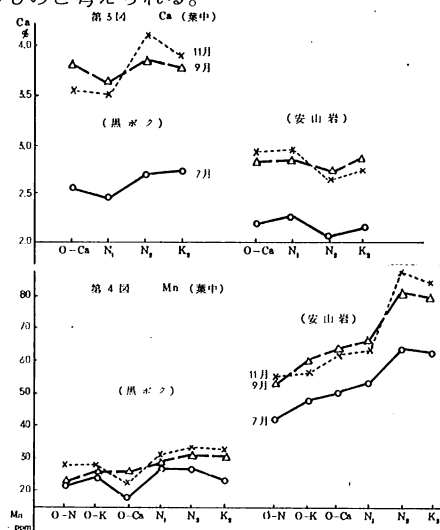 ものと考えられる。
第3図 Ca (葉中)
Ca
%
4.0
3.5
3.0
2.5
2.0
11月
9月
7月
(黒ボク)
(安山岩)
O-Ca N₁ N₂ K₂
O-Ca N₁ N₂ K₂
第4図 Mn (葉中)
80
70
60
50
40
30
20
(黒ボク)
(安山岩)
11月
9月
7月
Mn
ppm
O-N O-K O-Ca N₁ N₂ K₂
O-N O-K O-Ca N₁ N₂ K₂